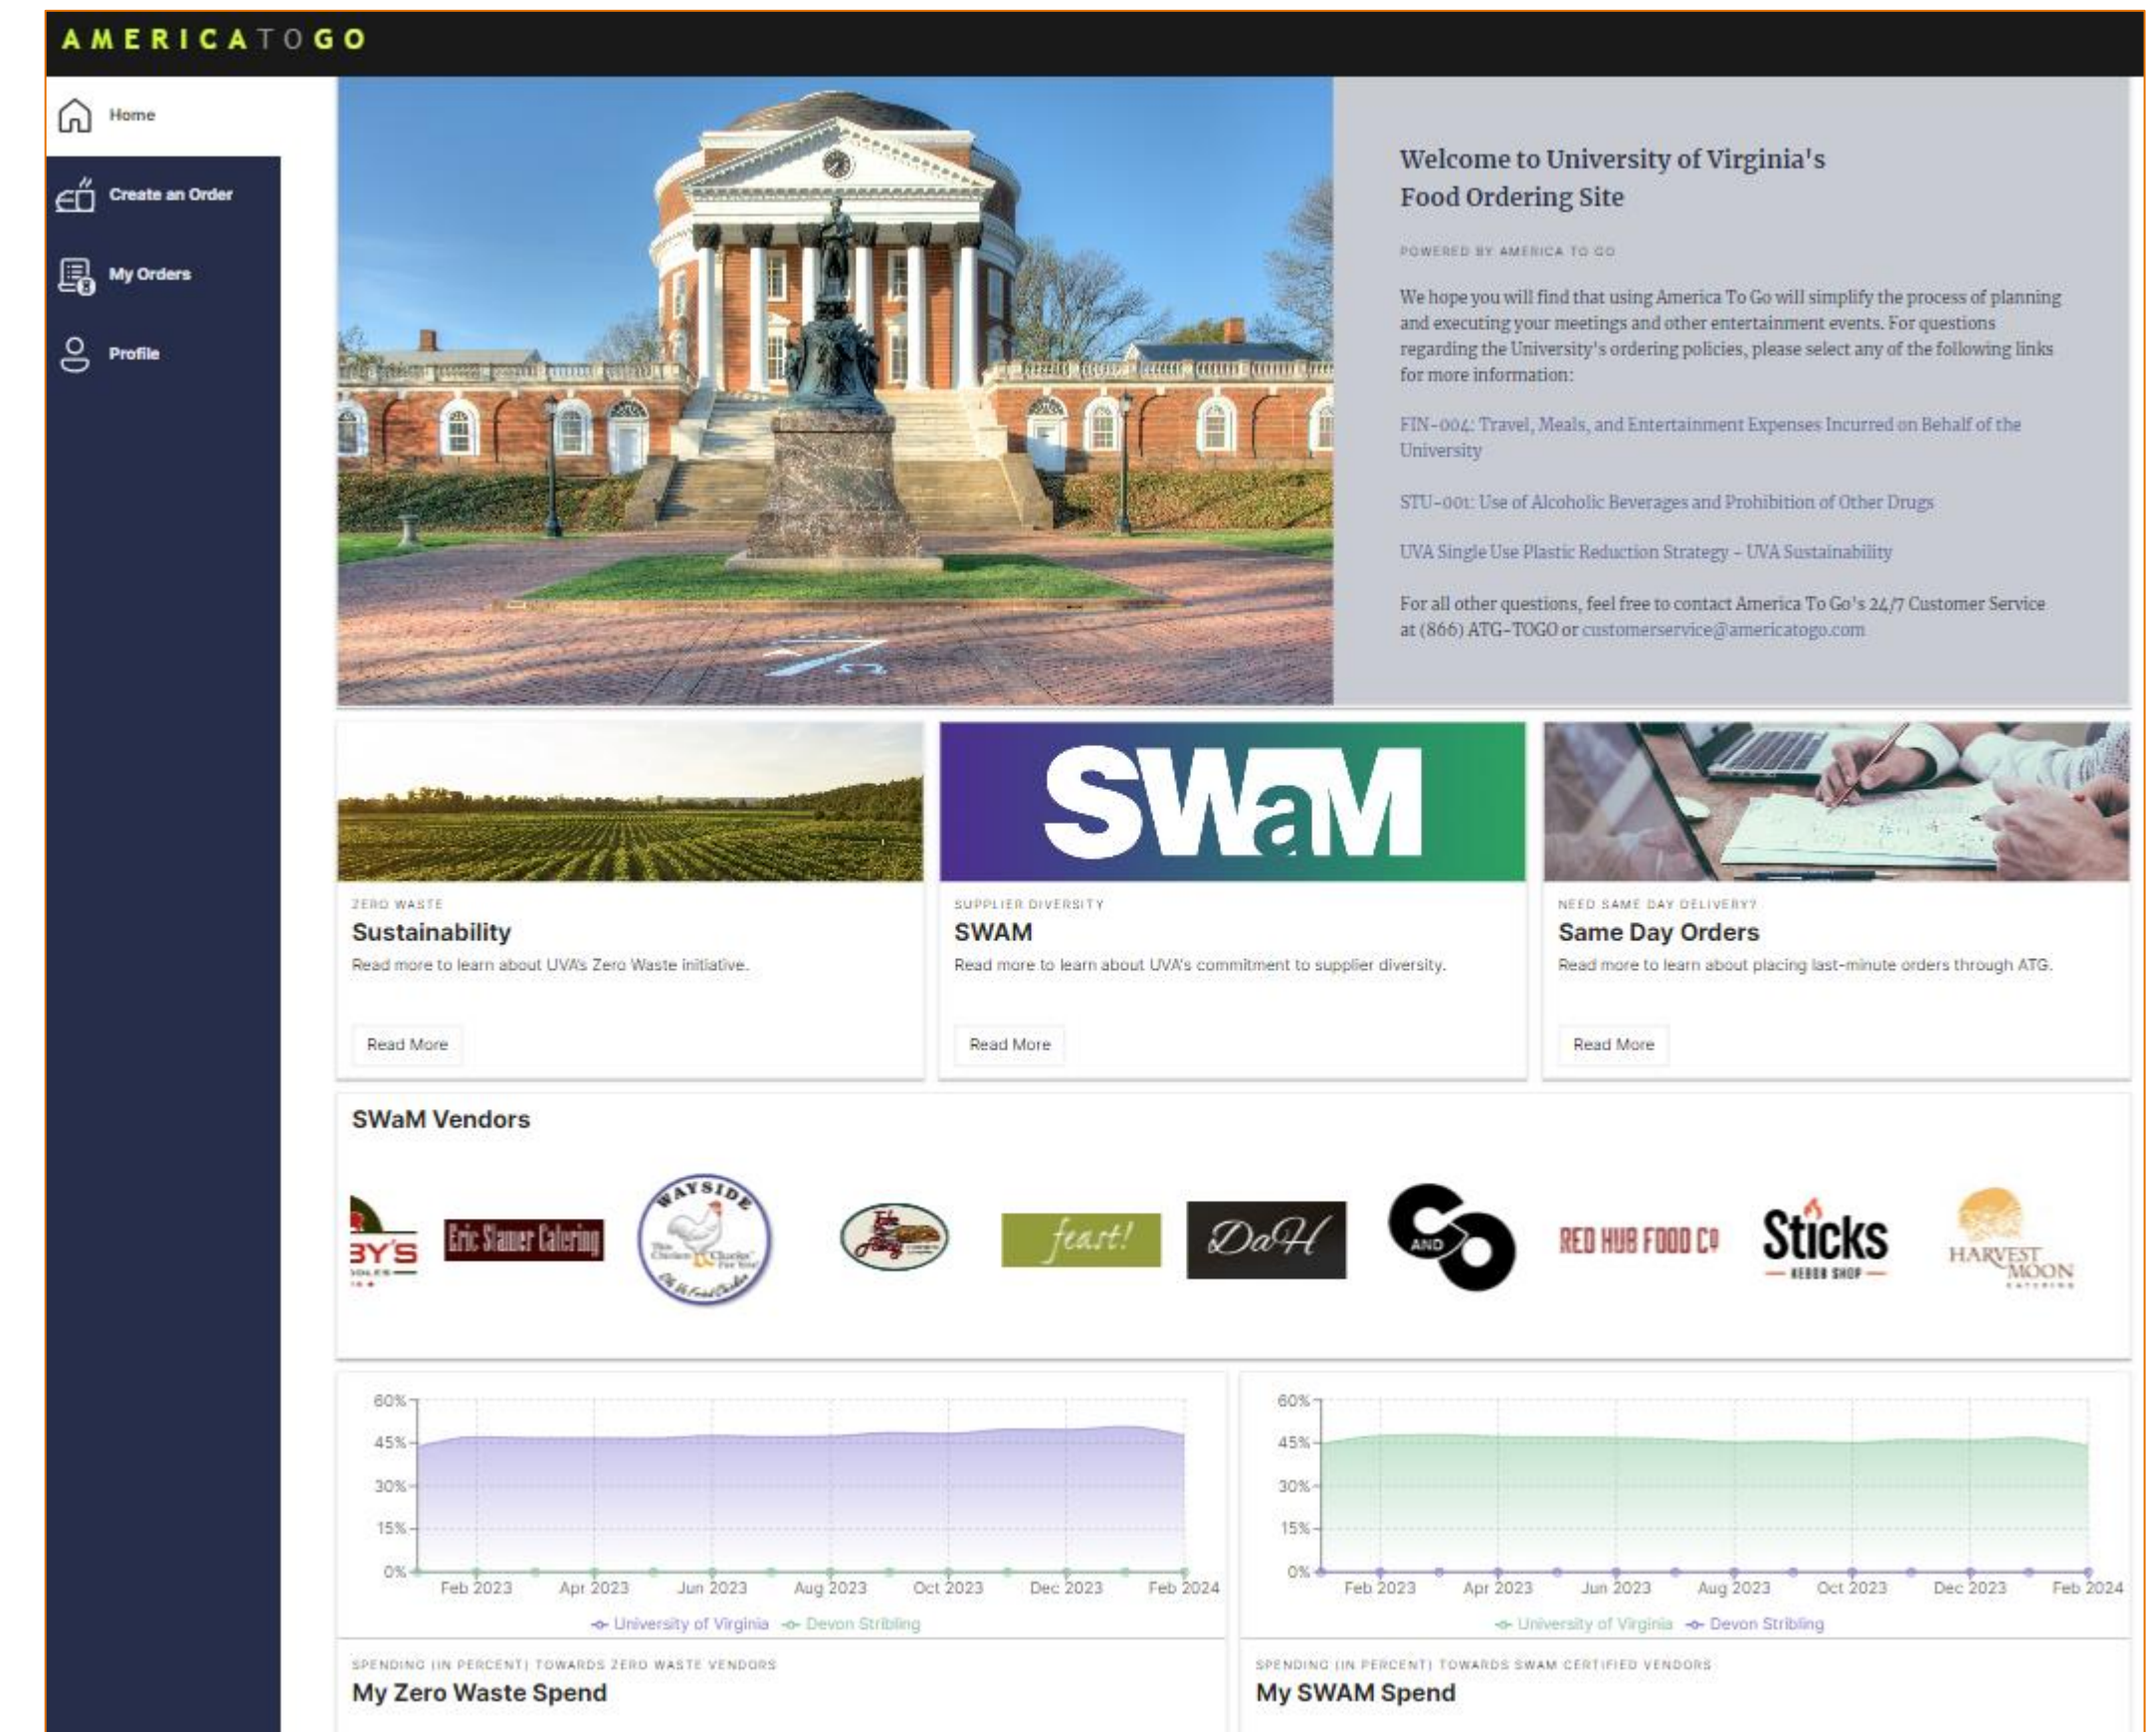 AMERICATOGO
Home
Create an Order
My Orders
Profile
Welcome to University of Virginia's
Food Ordering Site
POWERED BY AMERICA TO GO
We hope you will find that using America To Go will simplify the process of planning
and executing your meetings and other entertainment events. For questions
regarding the University's ordering policies, please select any of the following links
for more information:
FIN-004: Travel, Meals, and Entertainment Expenses Incurred on Behalf of the
University
STU-001: Use of Alcoholic Beverages and Prohibition of Other Drugs
UVA Single Use Plastic Reduction Strategy - UVA Sustainability
For all other questions, feel free to contact America To Go's 24/7 Customer Service
at (866) ATG-TOGO or customerservice@americatogo.com
SWaM
ZERO WASTE
Sustainability
Read more to learn about UVA's Zero Waste initiative.
Read More
SUPPLIER DIVERSITY
SWAM
Read more to learn about UVA's commitment to supplier diversity.
Read More
NEED SAME DAY DELIVERY?
Same Day Orders
Read more to learn about placing last-minute orders through ATG.
Read More
SWaM Vendors
BY'S
Eric Slauer Catering
WAYSIDE
feast!
DaH
AND
RED HUB FOOD CO
Sticks
KEBOB SHOP
HARVEST
MOON
CATERING
60%
45%
30%
15%
0%
Feb 2023 Apr 2023 Jun 2023 Aug 2023 Oct 2023 Dec 2023 Feb 2024
University of Virginia Devon Stribling
SPENDING (IN PERCENT) TOWARDS ZERO WASTE VENDORS
My Zero Waste Spend
60%
45%
30%
15%
0%
Feb 2023 Apr 2023 Jun 2023 Aug 2023 Oct 2023 Dec 2023 Feb 2024
University of Virginia Devon Stribling
SPENDING (IN PERCENT) TOWARDS SWAM CERTIFIED VENDORS
My SWAM Spend